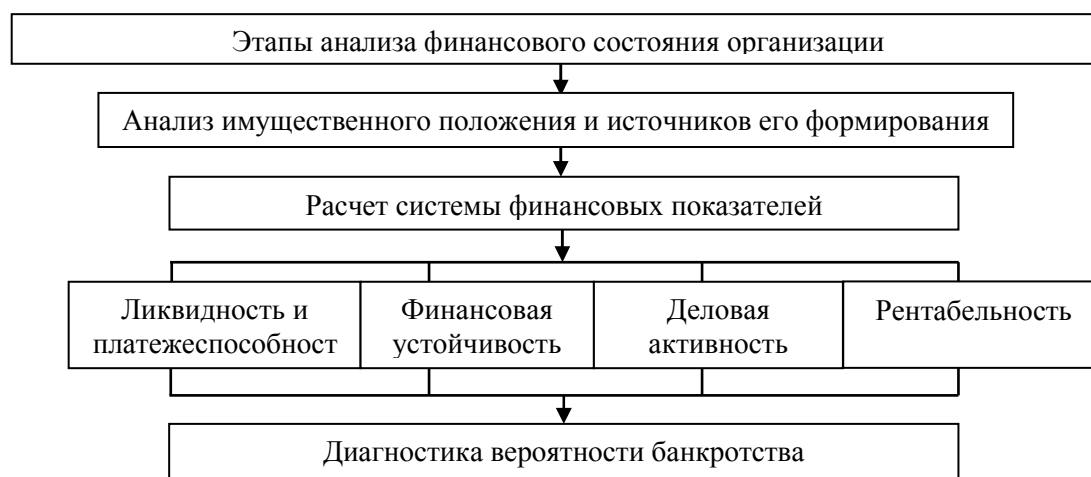 Этапы анализа финансового состояния организации
Анализ имущественного положения и источников его формирования
Расчет системы финансовых показателей
Ликвидность и
платежеспособност
Финансовая
устойчивость
Деловая
активность
Рентабельность
Диагностика вероятности банкротства